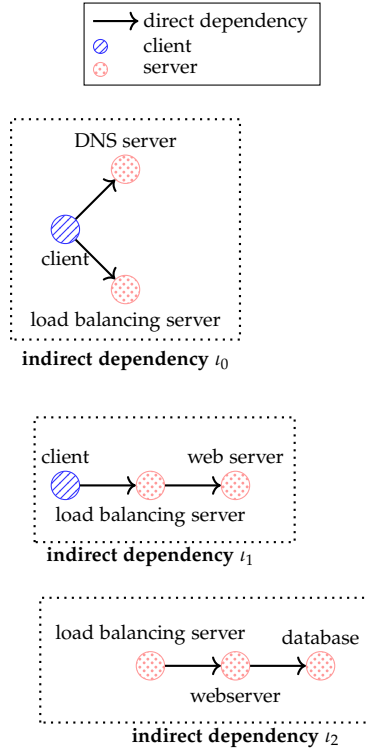 direct dependency
client
server
DNS server
client
load balancing server
indirect dependency ι₀
client web server
load balancing server
indirect dependency ι₁
load balancing server database
webserver
indirect dependency ι₂